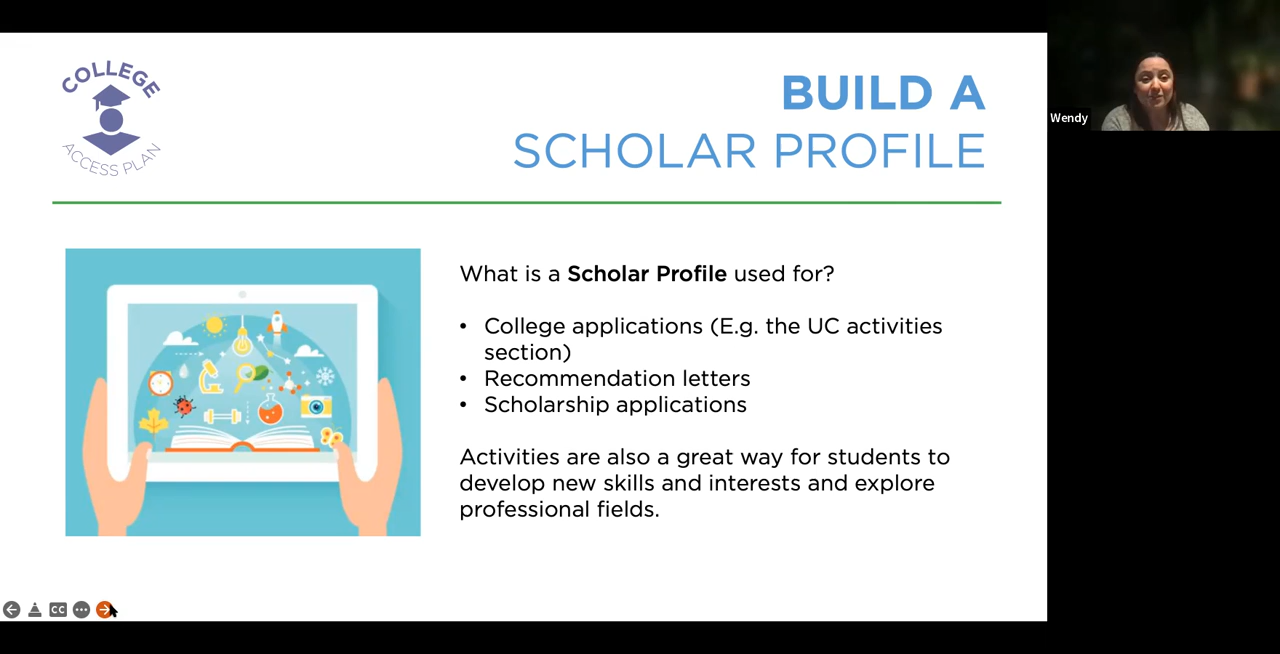 COLLEGE
ACCESS PLAN
BUILD A
SCHOLAR PROFILE
Wendy
What is a Scholar Profile used for?
• College applications (E.g. the UC activities
section)
• Recommendation letters
• Scholarship applications
Activities are also a great way for students to
develop new skills and interests and explore
professional fields.
CC